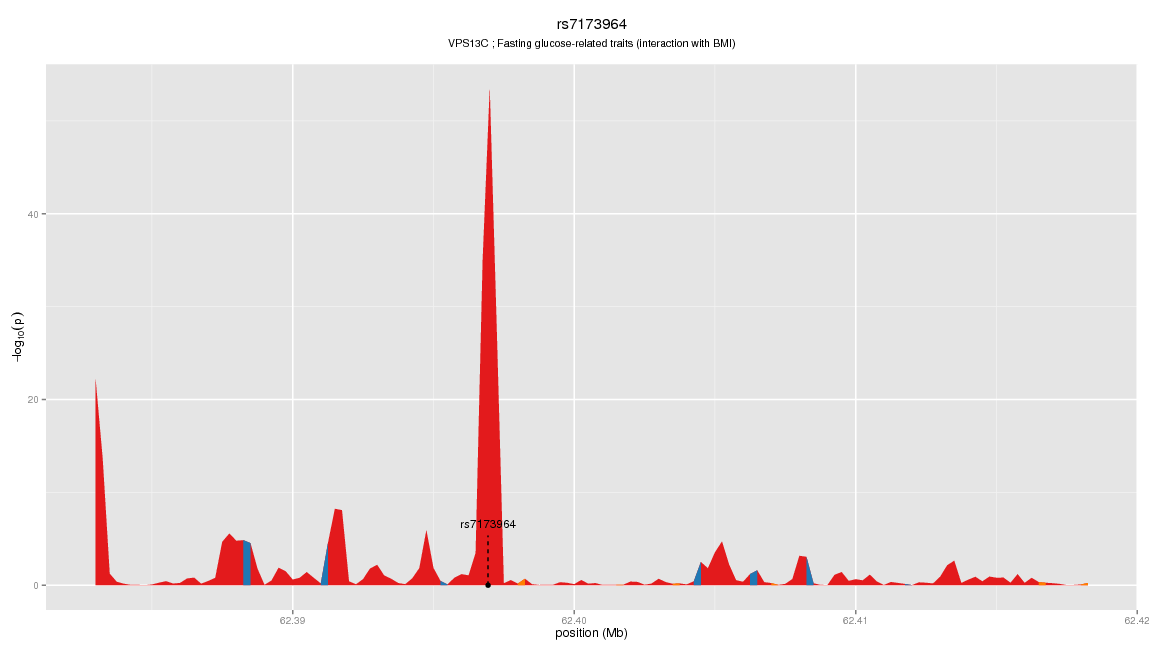 rs7173964
VPS13C ; Fasting glucose-related traits (interaction with BMI)
−log10(p)
40
20
0
rs7173964
62.39
62.40
62.41
62.42
position (Mb)